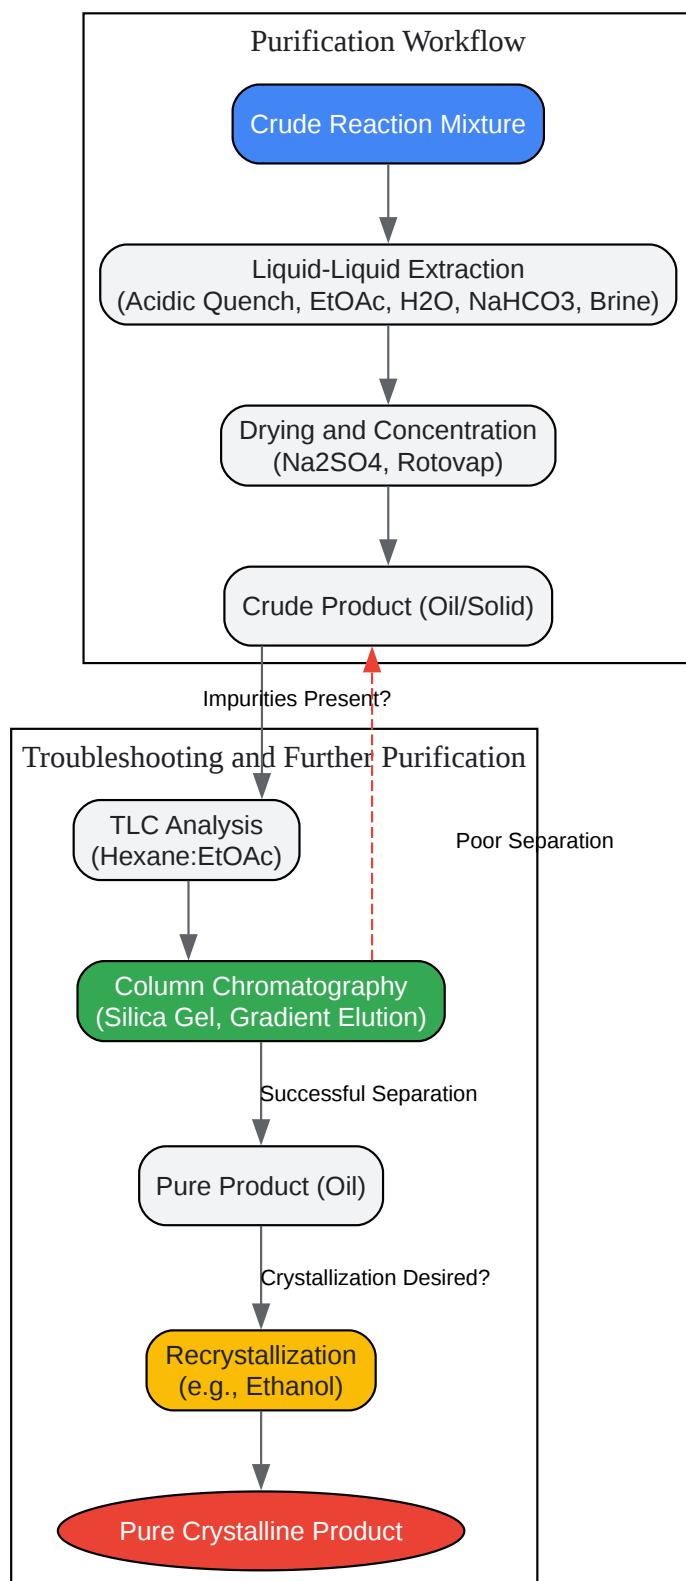 Purification Workflow
Crude Reaction Mixture
Liquid-Liquid Extraction
(Acidic Quench, EtOAc, H2O, NaHCO3, Brine)
Drying and Concentration
(Na2SO4, Rotovap)
Crude Product (Oil/Solid)
Impurities Present?
Troubleshooting and Further Purification
TLC Analysis
(Hexane:EtOAc)
Poor Separation
Column Chromatography
(Silica Gel, Gradient Elution)
Successful Separation
Pure Product (Oil)
Crystallization Desired?
Recrystallization
(e.g., Ethanol)
Pure Crystalline Product